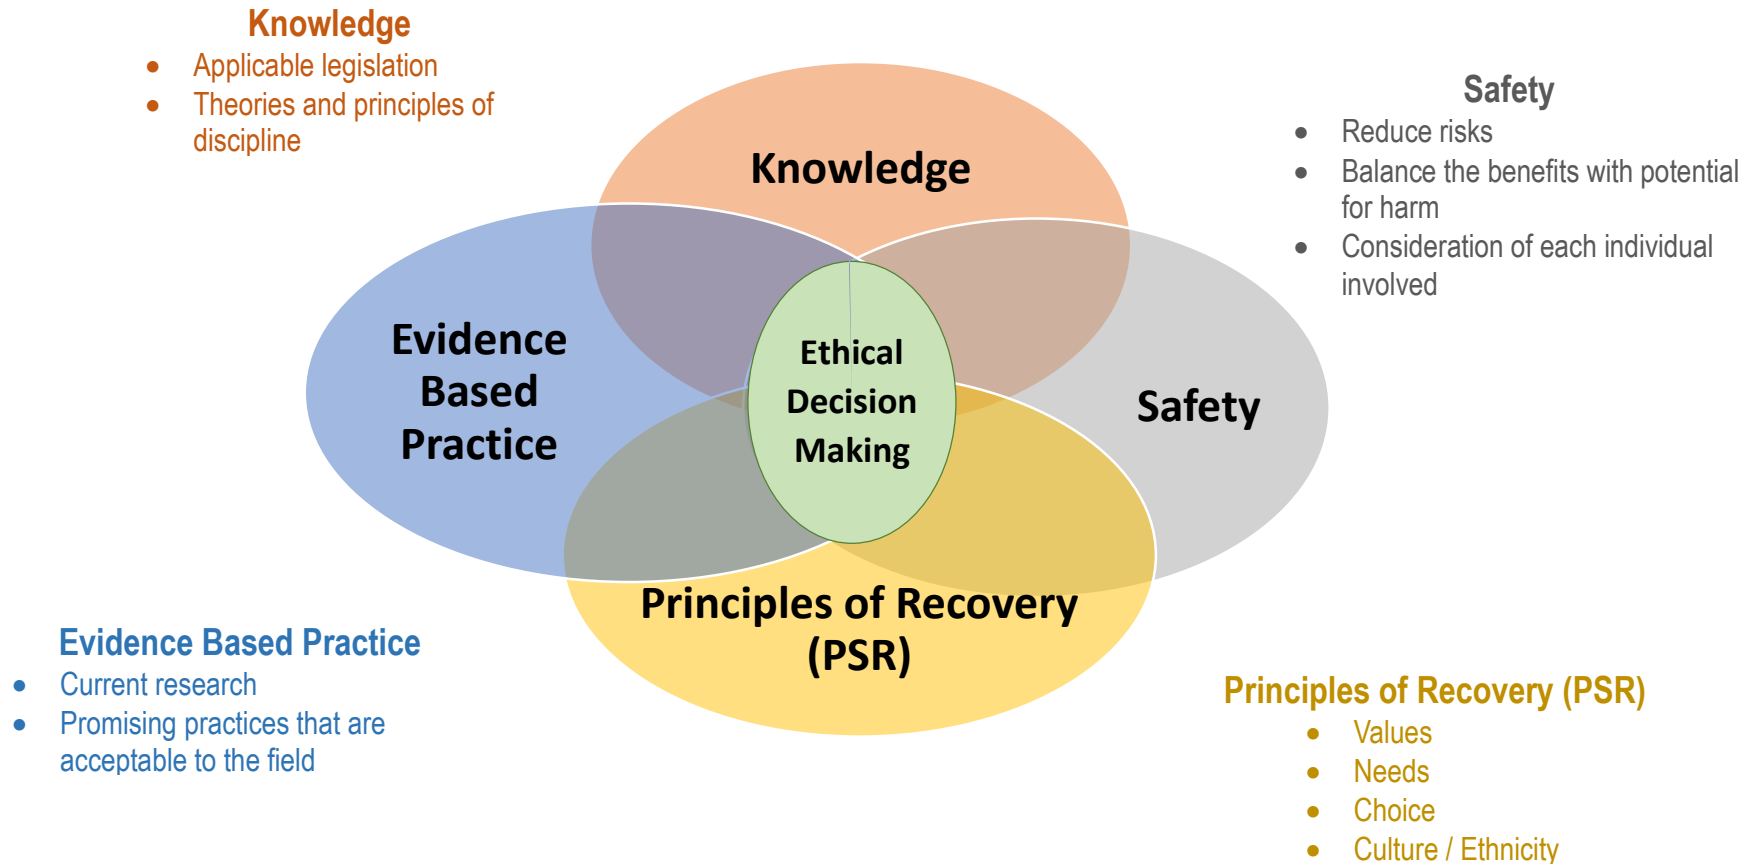 Knowledge
• Applicable legislation
• Theories and principles of
discipline
Safety
• Reduce risks
• Balance the benefits with potential
for harm
• Consideration of each individual
involved
Knowledge
Evidence
Based
Practice
Ethical
Decision
Making
Safety
Principles of Recovery
(PSR)
Evidence Based Practice
• Current research
• Promising practices that are
acceptable to the field
Principles of Recovery (PSR)
• Values
• Needs
• Choice
• Culture / Ethnicity